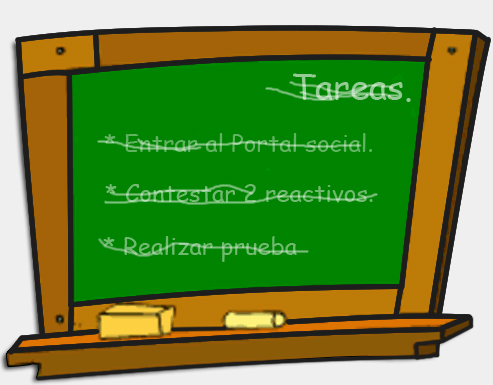 Tareas.
* Entrar al Portal social.
* Contestar 2 reactivos.
* Realizar prueba